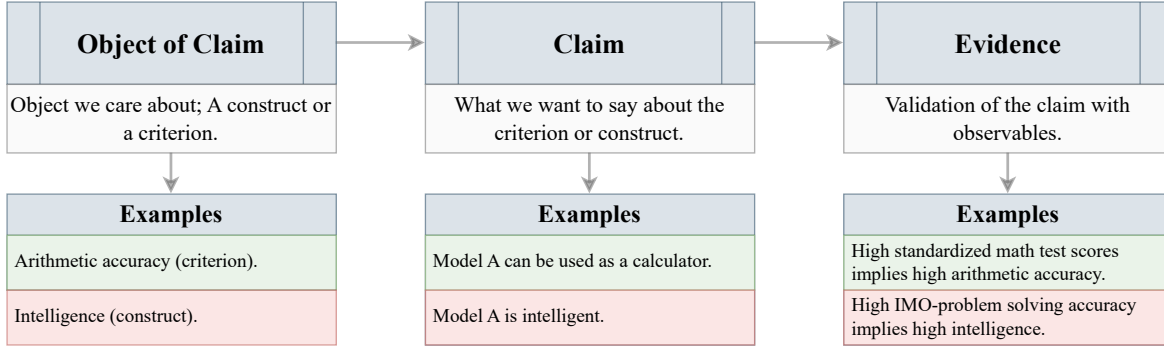 Object of Claim
Claim
Evidence
Object we care about; A construct or
a criterion.
What we want to say about the
criterion or construct.
Validation of the claim with
observables.
Examples
Examples
Examples
Arithmetic accuracy (criterion).
Model A can be used as a calculator.
High standardized math test scores
implies high arithmetic accuracy.
Intelligence (construct).
Model A is intelligent.
High IMO-problem solving accuracy
implies high intelligence.